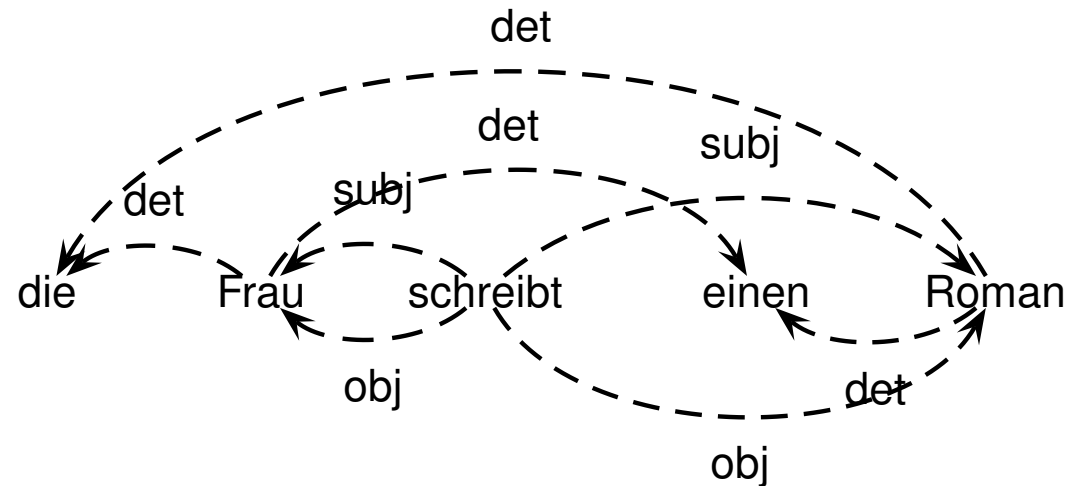 det
det
subj
det
subj
die Frau schreibt einen Roman
obj
det
obj